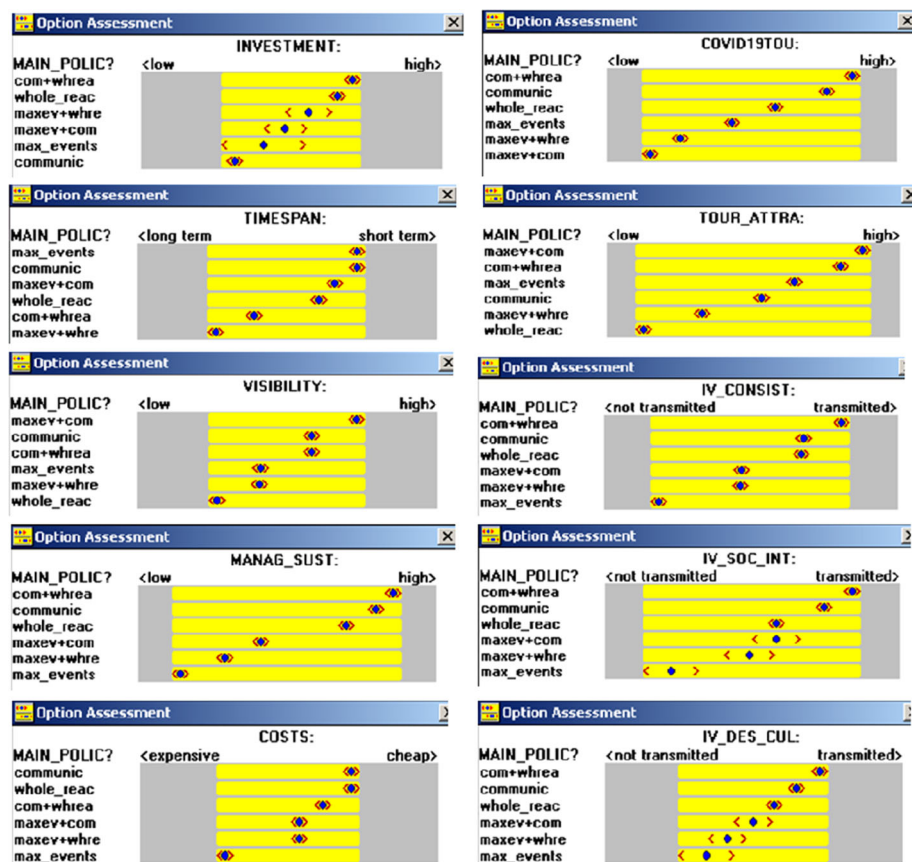 Option Assessment
INVESTMENT:
MAIN_POLIC? <low high>
com+whrea
whole_reac
maxev+whre
maxev+com
max_events
communic
Option Assessment
COVID19TOU:
MAIN_POLIC? <low high>
com+whrea
communic
whole_reac
max_events
maxev+whre
maxev+com
Option Assessment
TIMESPAN:
MAIN_POLIC? <long term short term>
max_events
communic
maxev+com
whole_reac
com+whrea
maxev+whre
Option Assessment
TOUR_ATTRA:
MAIN_POLIC? <low high>
maxev+com
com+whrea
max_events
communic
maxev+whre
whole_reac
Option Assessment
VISIBILITY:
MAIN_POLIC? <low high>
maxev+com
communic
com+whrea
max_events
maxev+whre
whole_reac
Option Assessment
IV_CONSIST:
MAIN_POLIC? <not transmitted transmitted>
com+whrea
communic
whole_reac
maxev+com
maxev+whre
max_events
Option Assessment
MANAG_SUST:
MAIN_POLIC? <low high>
com+whrea
communic
whole_reac
maxev+com
maxev+whre
max_events
Option Assessment
IV_SOC_INT:
MAIN_POLIC? <not transmitted transmitted>
com+whrea
communic
whole_reac
maxev+com
maxev+whre
max_events
Option Assessment
COSTS:
MAIN_POLIC? <expensive cheap>
communic
whole_reac
com+whrea
maxev+com
maxev+whre
max_events
Option Assessment
IV_DES_CUL:
MAIN_POLIC? <not transmitted transmitted>
com+whrea
communic
whole_reac
maxev+com
maxev+whre
max_events